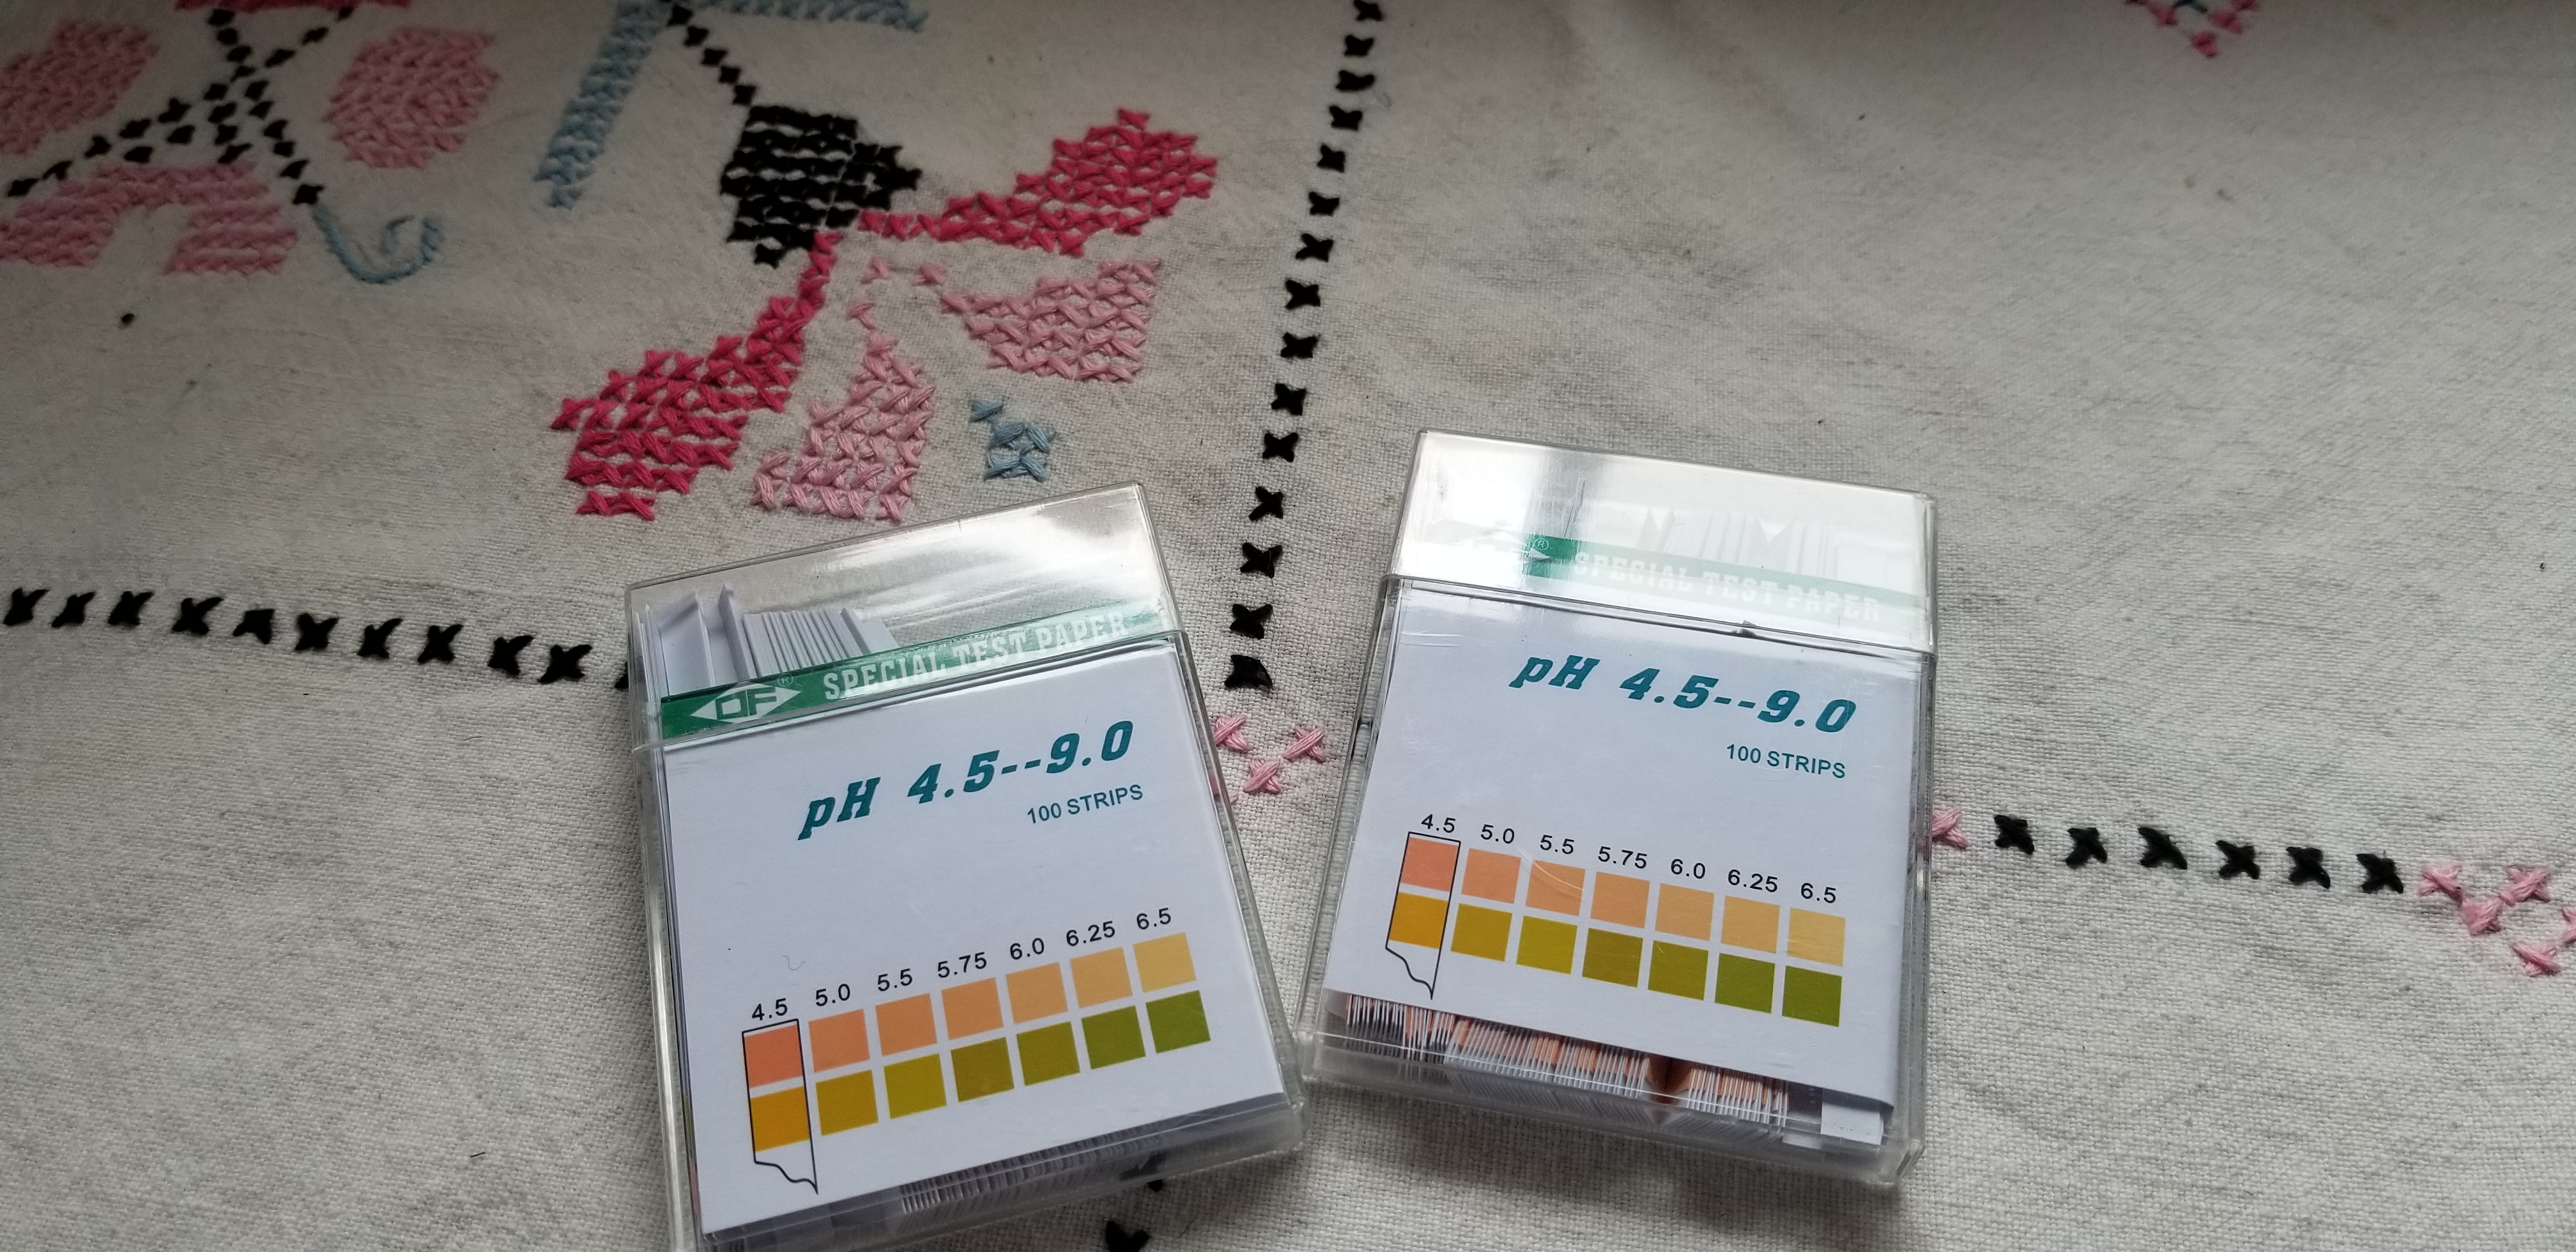 DF® SPECIAL TEST PAPER
pH 4.5--9.0
100 STRIPS
4.5 5.0 5.5 5.75 6.0 6.25 6.5
® SPECIAL TEST PAPER
pH 4.5--9.0
100 STRIPS
4.5 5.0 5.5 5.75 6.0 6.25 6.5